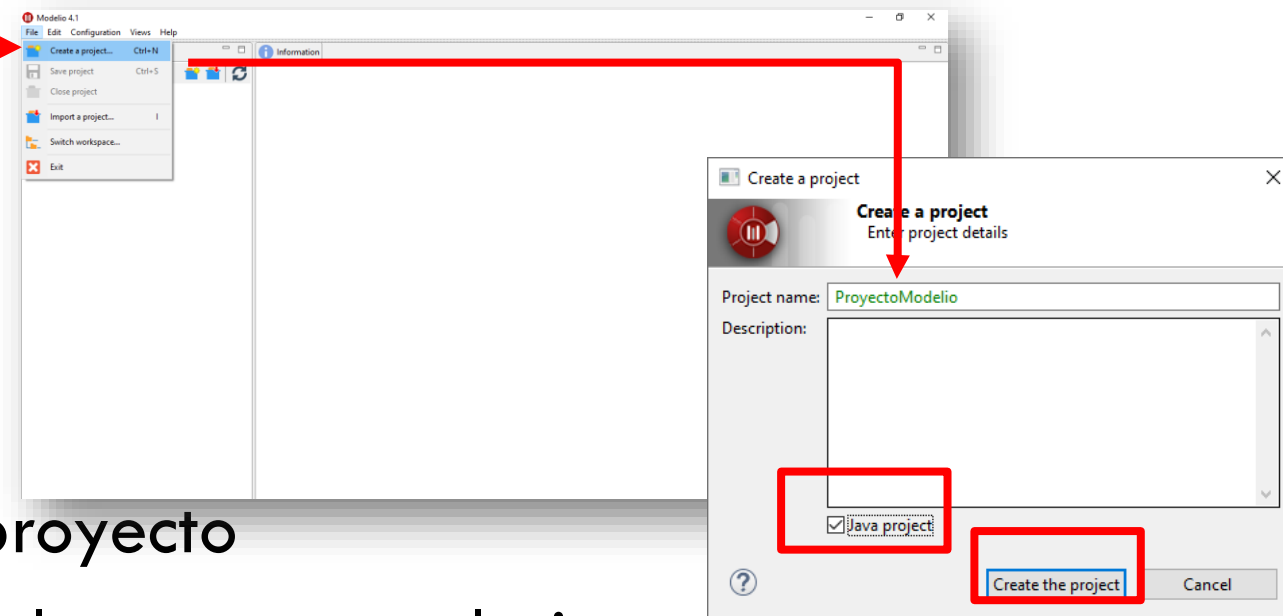 Modelio 4.1
File Edit Configuration Views Help
Create a project... Ctrl+N
Save project Ctrl+S
Close project
Import a project... I
Switch workspace...
Exit
Information
Create a project
Create a project
Enter project details
Project name: ProyectoModelio
Description:
Java project
Create the project Cancel
proyecto